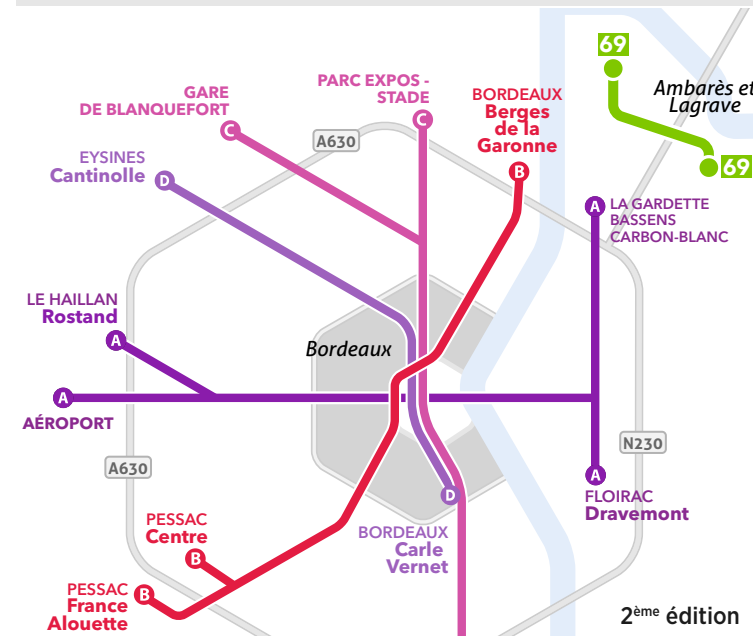 69
Ambarès et
Lagrave
69
PARC EXPOS -
STADE
C
GARE
DE BLANQUEFORT
C
BORDEAUX
Berges
de la
Garonne
B
A630
EYSINES
Cantinolle
D
A
LA GARDETTE
BASSENS
CARBON-BLANC
LE HAILLAN
Rostand
A
Bordeaux
A
AÉROPORT
A630
N230
A
FLOIRAC
Dravemont
D
BORDEAUX
Carle
Vernet
PESSAC
Centre
B
PESSAC
France
Alouette
B
2ème édition